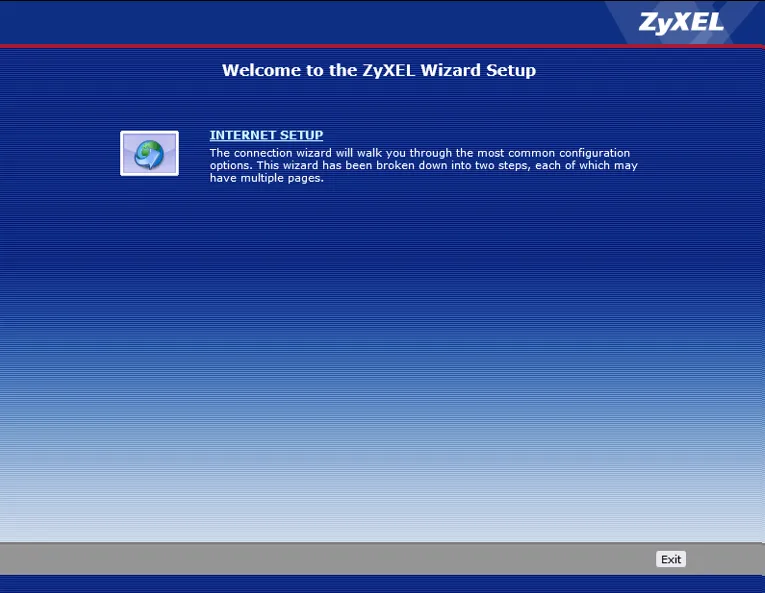 ZyXEL
Welcome to the ZyXEL Wizard Setup
INTERNET SETUP
The connection wizard will walk you through the most common configuration
options. This wizard has been broken down into two steps, each of which may
have multiple pages.
Exit